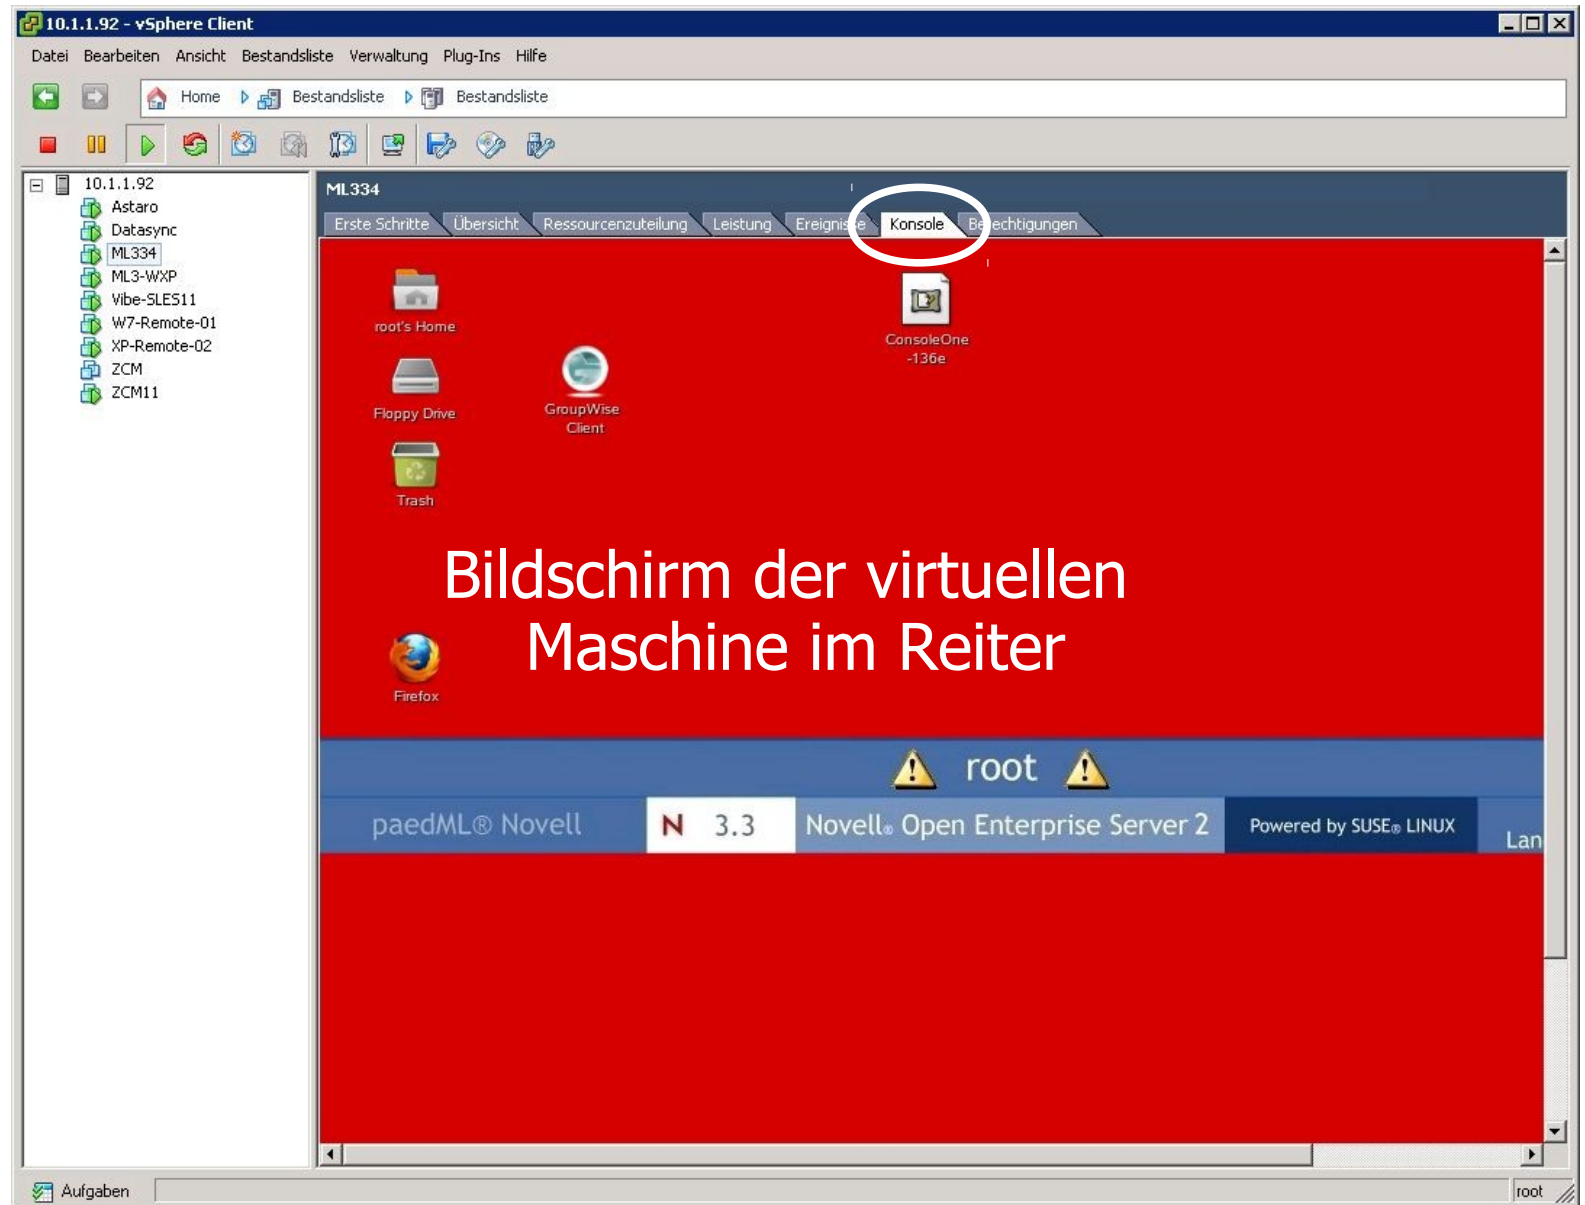 10.1.1.92 - vSphere Client
Datei Bearbeiten Ansicht Bestandsliste Verwaltung Plug-Ins Hilfe
Home Bestandsliste Bestandsliste
10.1.1.92
Astaro
Datasync
ML334
ML3-WXP
Vibe-SLES11
W7-Remote-01
XP-Remote-02
ZCM
ZCM11
ML334
Erste Schritte Übersicht Ressourcenzuteilung Leistung Ereignisse Konsole Berechtigungen
root's Home
ConsoleOne
-136e
Floppy Drive
GroupWise
Client
Trash
Bildschirm der virtuellen
Maschine im Reiter
Firefox
root
paedML® Novell N 3.3 Novell® Open Enterprise Server 2 Powered by SUSE® LINUX Lan
Aufgaben root